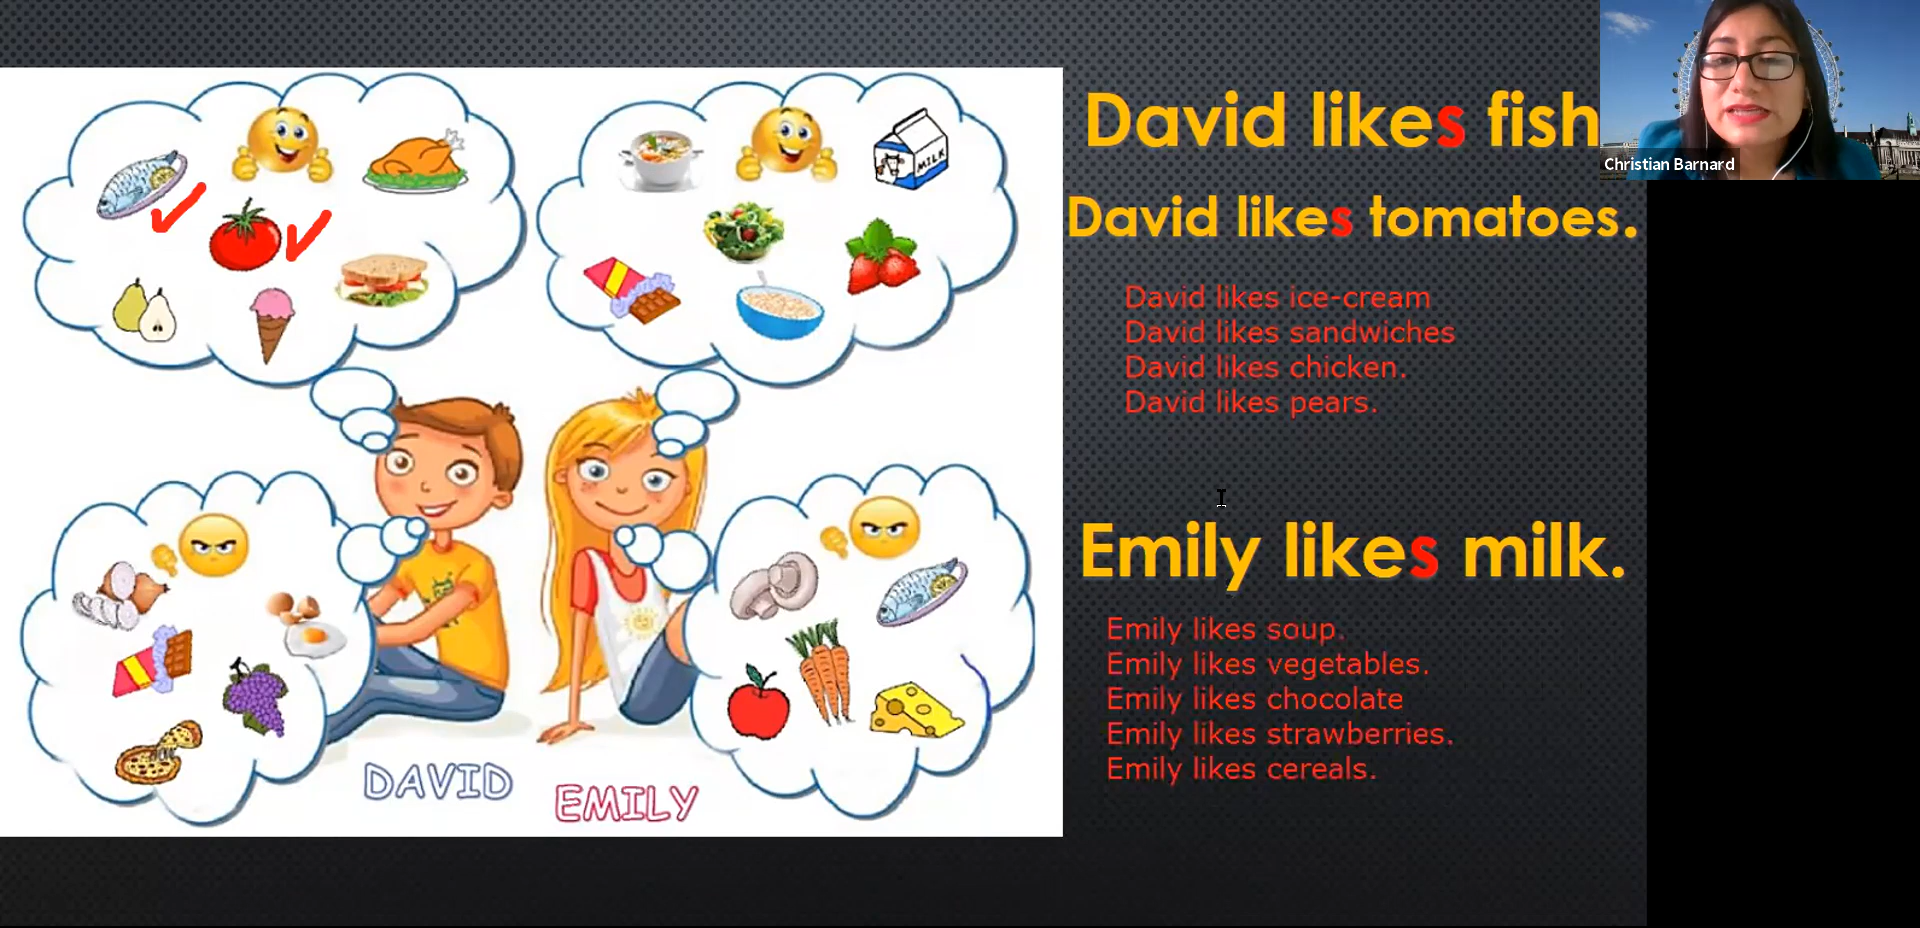 David likes fish
Christian Barnard
David likes tomatoes.
David likes ice-cream
David likes sandwiches
David likes chicken.
David likes pears.
Emily likes milk.
Emily likes soup.
Emily likes vegetables.
Emily likes chocolate
Emily likes strawberries.
Emily likes cereals.
MILK
DAVID
EMILY